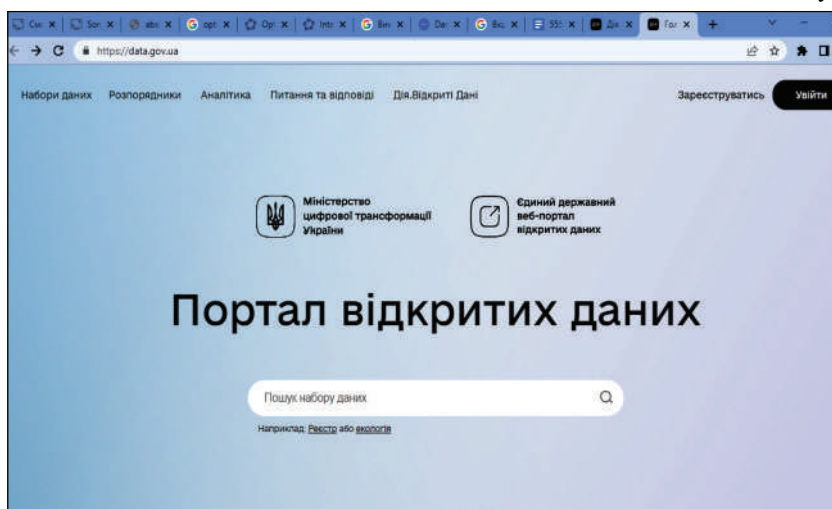 https://data.gov.ua
Набори даних Розпорядники Аналітика Питання та відповіді Дія.Відкриті Дані Зареєструватись Увійти
Міністерство
цифрової трансформації
України
Єдиний державний
веб-портал
відкритих даних
Портал відкритих даних
Пошук набору даних
Наприклад: Реєстр або екологія